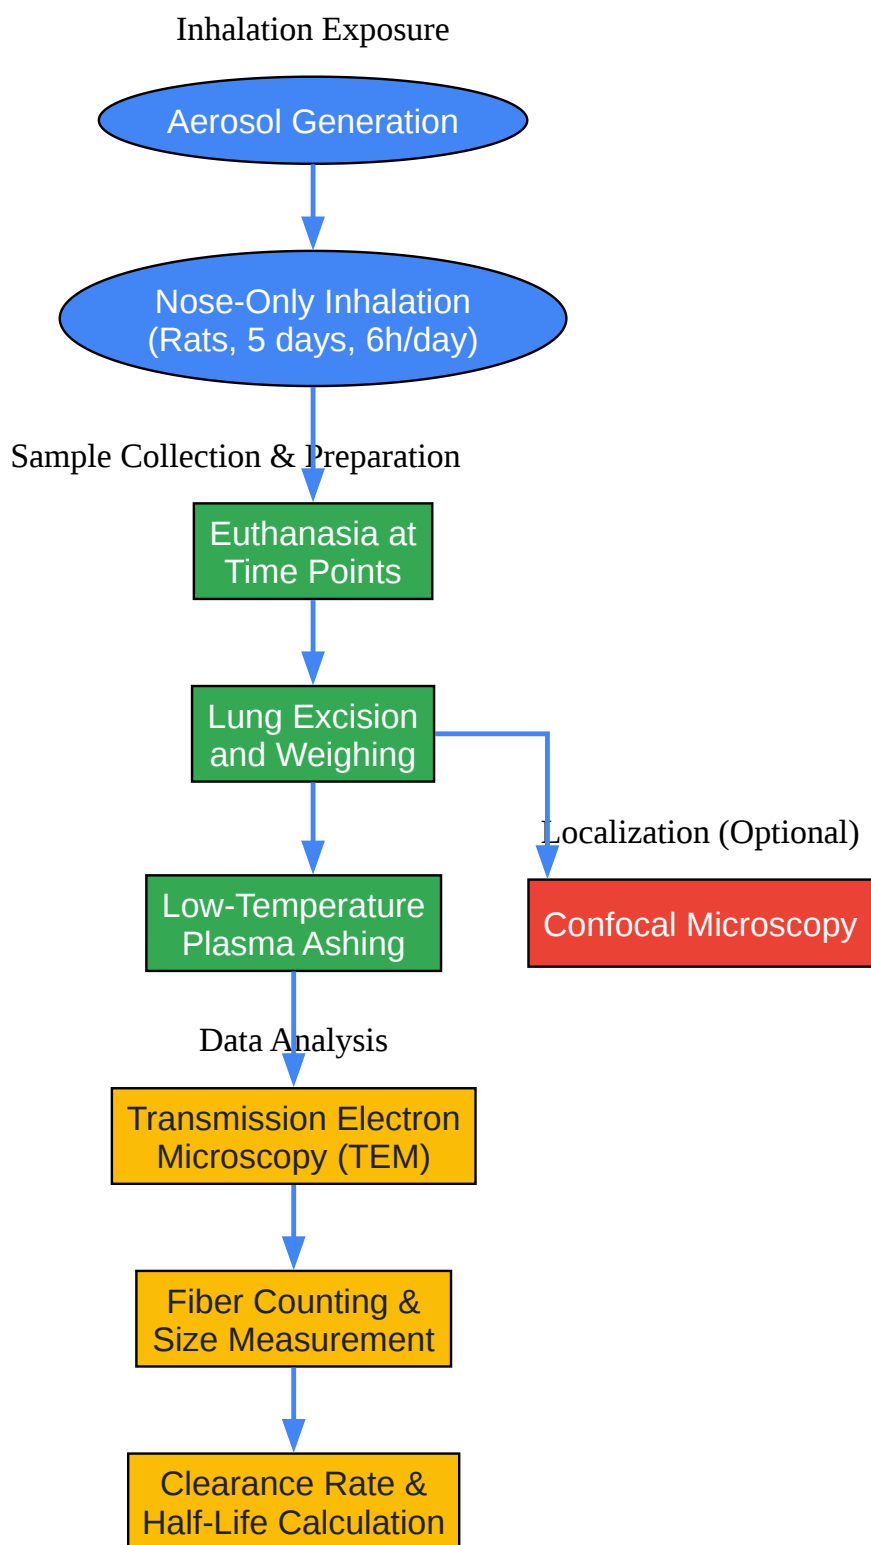 Inhalation Exposure
Aerosol Generation
Nose-Only Inhalation
(Rats, 5 days, 6h/day)
Sample Collection & Preparation
Euthanasia at
Time Points
Lung Excision
and Weighing
Localization (Optional)
Low-Temperature
Plasma Ashing
Confocal Microscopy
Data Analysis
Transmission Electron
Microscopy (TEM)
Fiber Counting &
Size Measurement
Clearance Rate &
Half-Life Calculation